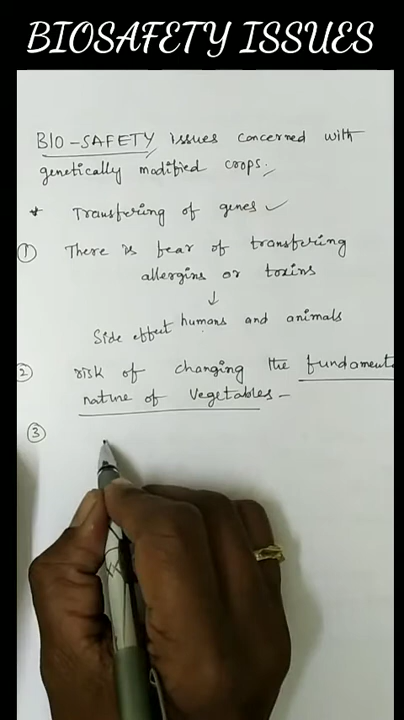 BIOSAFETY ISSUES
BIO-SAFETY issues concerned with
genetically modified crops.
* Transfering of genes ✓
① There is fear of transfering
allergins or toxins
↓
Side effect humans and animals
② risk of changing the fundament
nature of vegetables -
③